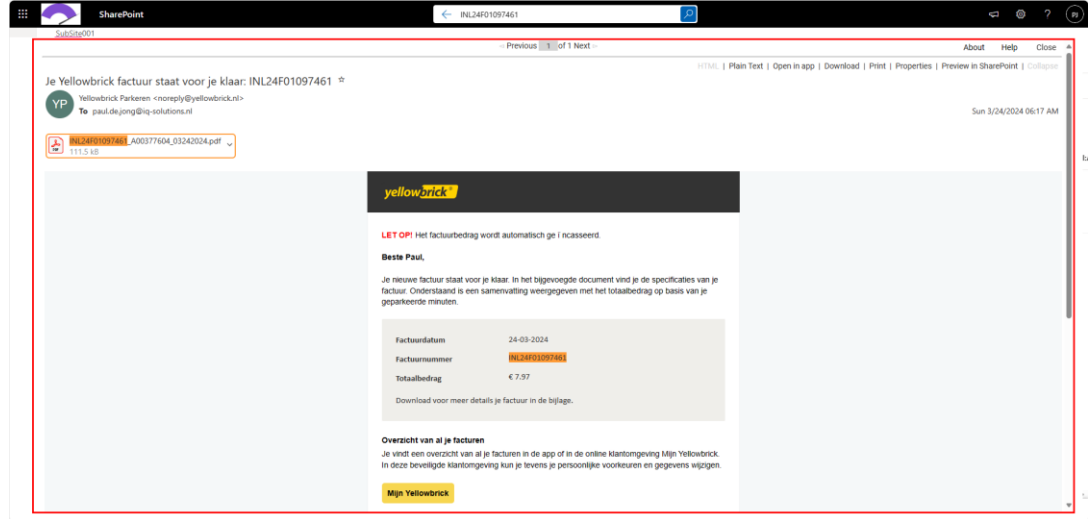 SharePoint
INL24F01097461
? PJ
SubSite001
Previous 1 of 1 Next
About Help Close
HTML | Plain Text | Open in app | Download | Print | Properties | Preview in SharePoint | Collapse
Je Yellowbrick factuur staat voor je klaar: INL24F01097461
YP
Yellowbrick Parkeren <noreply@yellowbrick.nl>
To paul.de.jong@iq-solutions.nl
Sun 3/24/2024 06:17 AM
PDF
INL24F01097461_A00377604_03242024.pdf
111.5 kB
yellowbrick
LET OP! Het factuurbedrag wordt automatisch ge í ncasseerd.
Beste Paul,
Je nieuwe factuur staat voor je klaar. In het bijgevoegde document vind je de specificaties van je
factuur. Onderstaand is een samenvatting weergegeven met het totaalbedrag op basis van je
geparkeerde minuten.
Factuurdatum 24-03-2024
Factuurnummer INL24F01097461
Totaalbedrag € 7.97
Download voor meer details je factuur in de bijlage.
Overzicht van al je facturen
Je vindt een overzicht van al je facturen in de app of in de online klantomgeving Mijn Yellowbrick.
In deze beveiligde klantomgeving kun je tevens je persoonlijke voorkeuren en gegevens wijzigen.
Mijn Yellowbrick